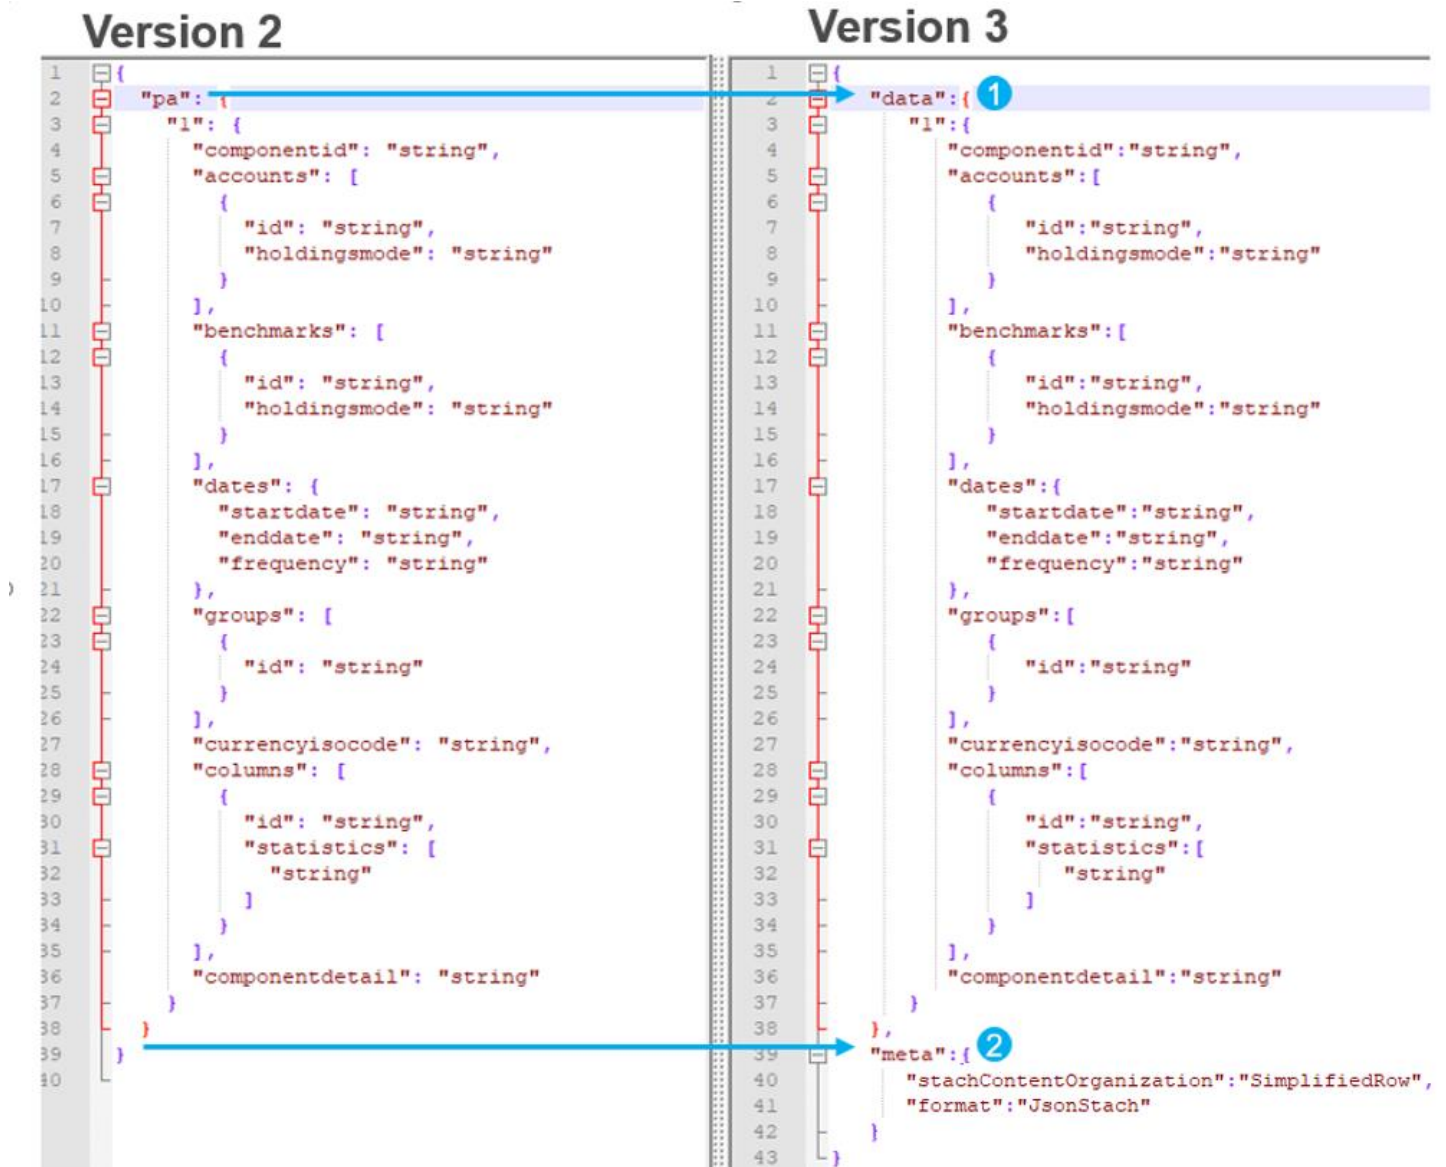 Version 2
1 {
2 "pa": {
3 "1": {
4 "componentid": "string",
5 "accounts": [
6 {
7 "id": "string",
8 "holdingsmode": "string"
9 }
10 ],
11 "benchmarks": [
12 {
13 "id": "string",
14 "holdingsmode": "string"
15 }
16 ],
17 "dates": {
18 "startdate": "string",
19 "enddate": "string",
20 "frequency": "string"
21 },
22 "groups": [
23 {
24 "id": "string"
25 }
26 ],
27 "currencyisocode": "string",
28 "columns": [
29 {
30 "id": "string",
31 "statistics": [
32 "string"
33 ]
34 }
35 ],
36 "componentdetail": "string"
37 }
38 }
39 }
40
Version 3
1 {
2 "data":{ 1
3 "1":{
4 "componentid":"string",
5 "accounts":[
6 {
7 "id":"string",
8 "holdingsmode":"string"
9 }
10 ],
11 "benchmarks":[
12 {
13 "id":"string",
14 "holdingsmode":"string"
15 }
16 ],
17 "dates":{
18 "startdate":"string",
19 "enddate":"string",
20 "frequency":"string"
21 },
22 "groups":[
23 {
24 "id":"string"
25 }
26 ],
27 "currencyisocode":"string",
28 "columns":[
29 {
30 "id":"string",
31 "statistics":[
32 "string"
33 ]
34 }
35 ],
36 "componentdetail":"string"
37 }
38 },
39 "meta":{ 2
40 "stachContentOrganization":"SimplifiedRow",
41 "format":"JsonStach"
42 }
43 }